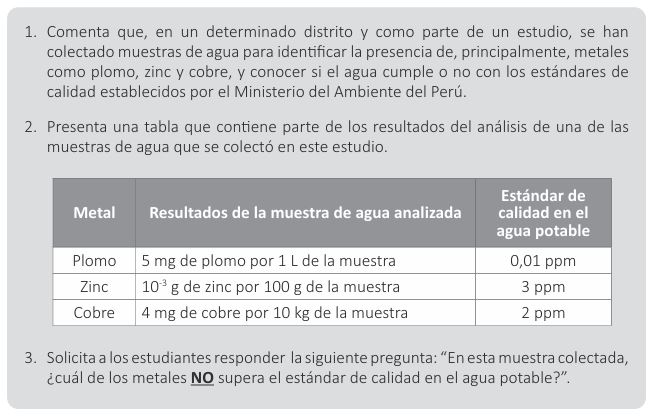 1. Comenta que, en un determinado distrito y como parte de un estudio, se han
colectado muestras de agua para identificar la presencia de, principalmente, metales
como plomo, zinc y cobre, y conocer si el agua cumple o no con los estándares de
calidad establecidos por el Ministerio del Ambiente del Perú.
2. Presenta una tabla que contiene parte de los resultados del análisis de una de las
muestras de agua que se colectó en este estudio.
Metal
Resultados de la muestra de agua analizada
Estándar de
calidad en el
agua potable
Plomo 5 mg de plomo por 1 L de la muestra 0,01 ppm
Zinc 10⁻³ g de zinc por 100 g de la muestra 3 ppm
Cobre 4 mg de cobre por 10 kg de la muestra 2 ppm
3. Solicita a los estudiantes responder la siguiente pregunta: “En esta muestra colectada,
¿cuál de los metales NO supera el estándar de calidad en el agua potable?”.